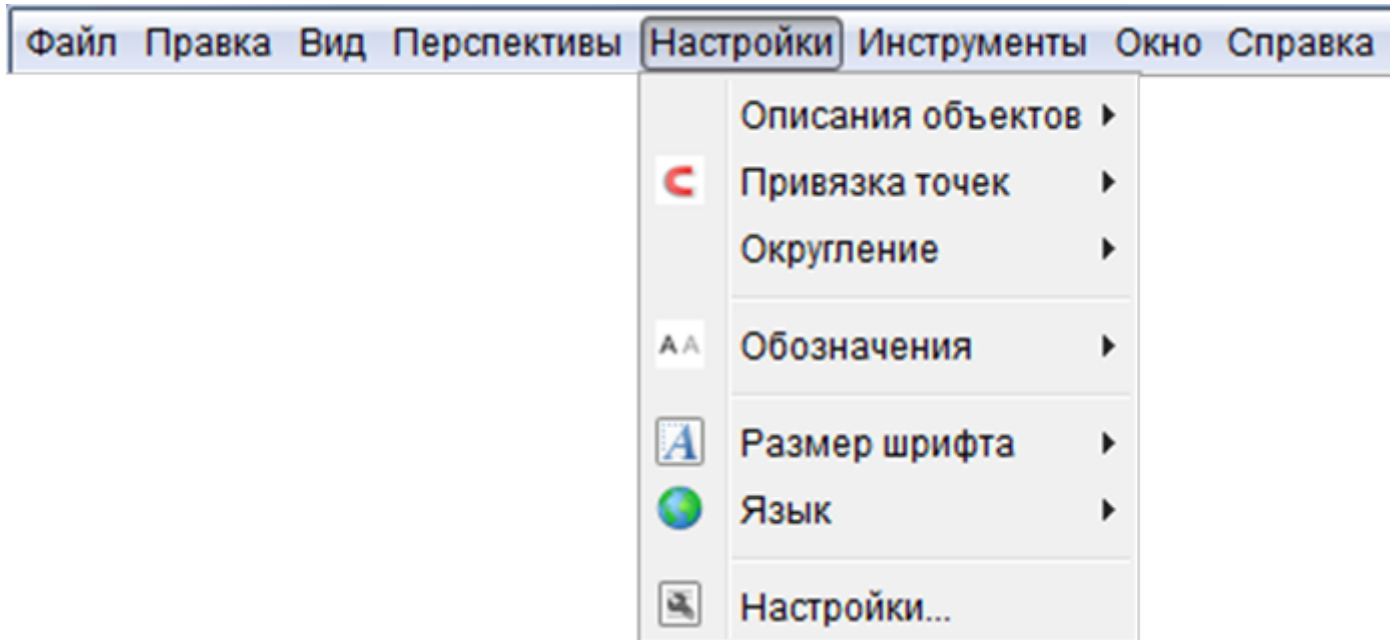 Файл Правка Вид Перспективы Настройки Инструменты Окно Справка
Описания объектов
Привязка точек
Округление
Обозначения
Размер шрифта
Язык
Настройки...